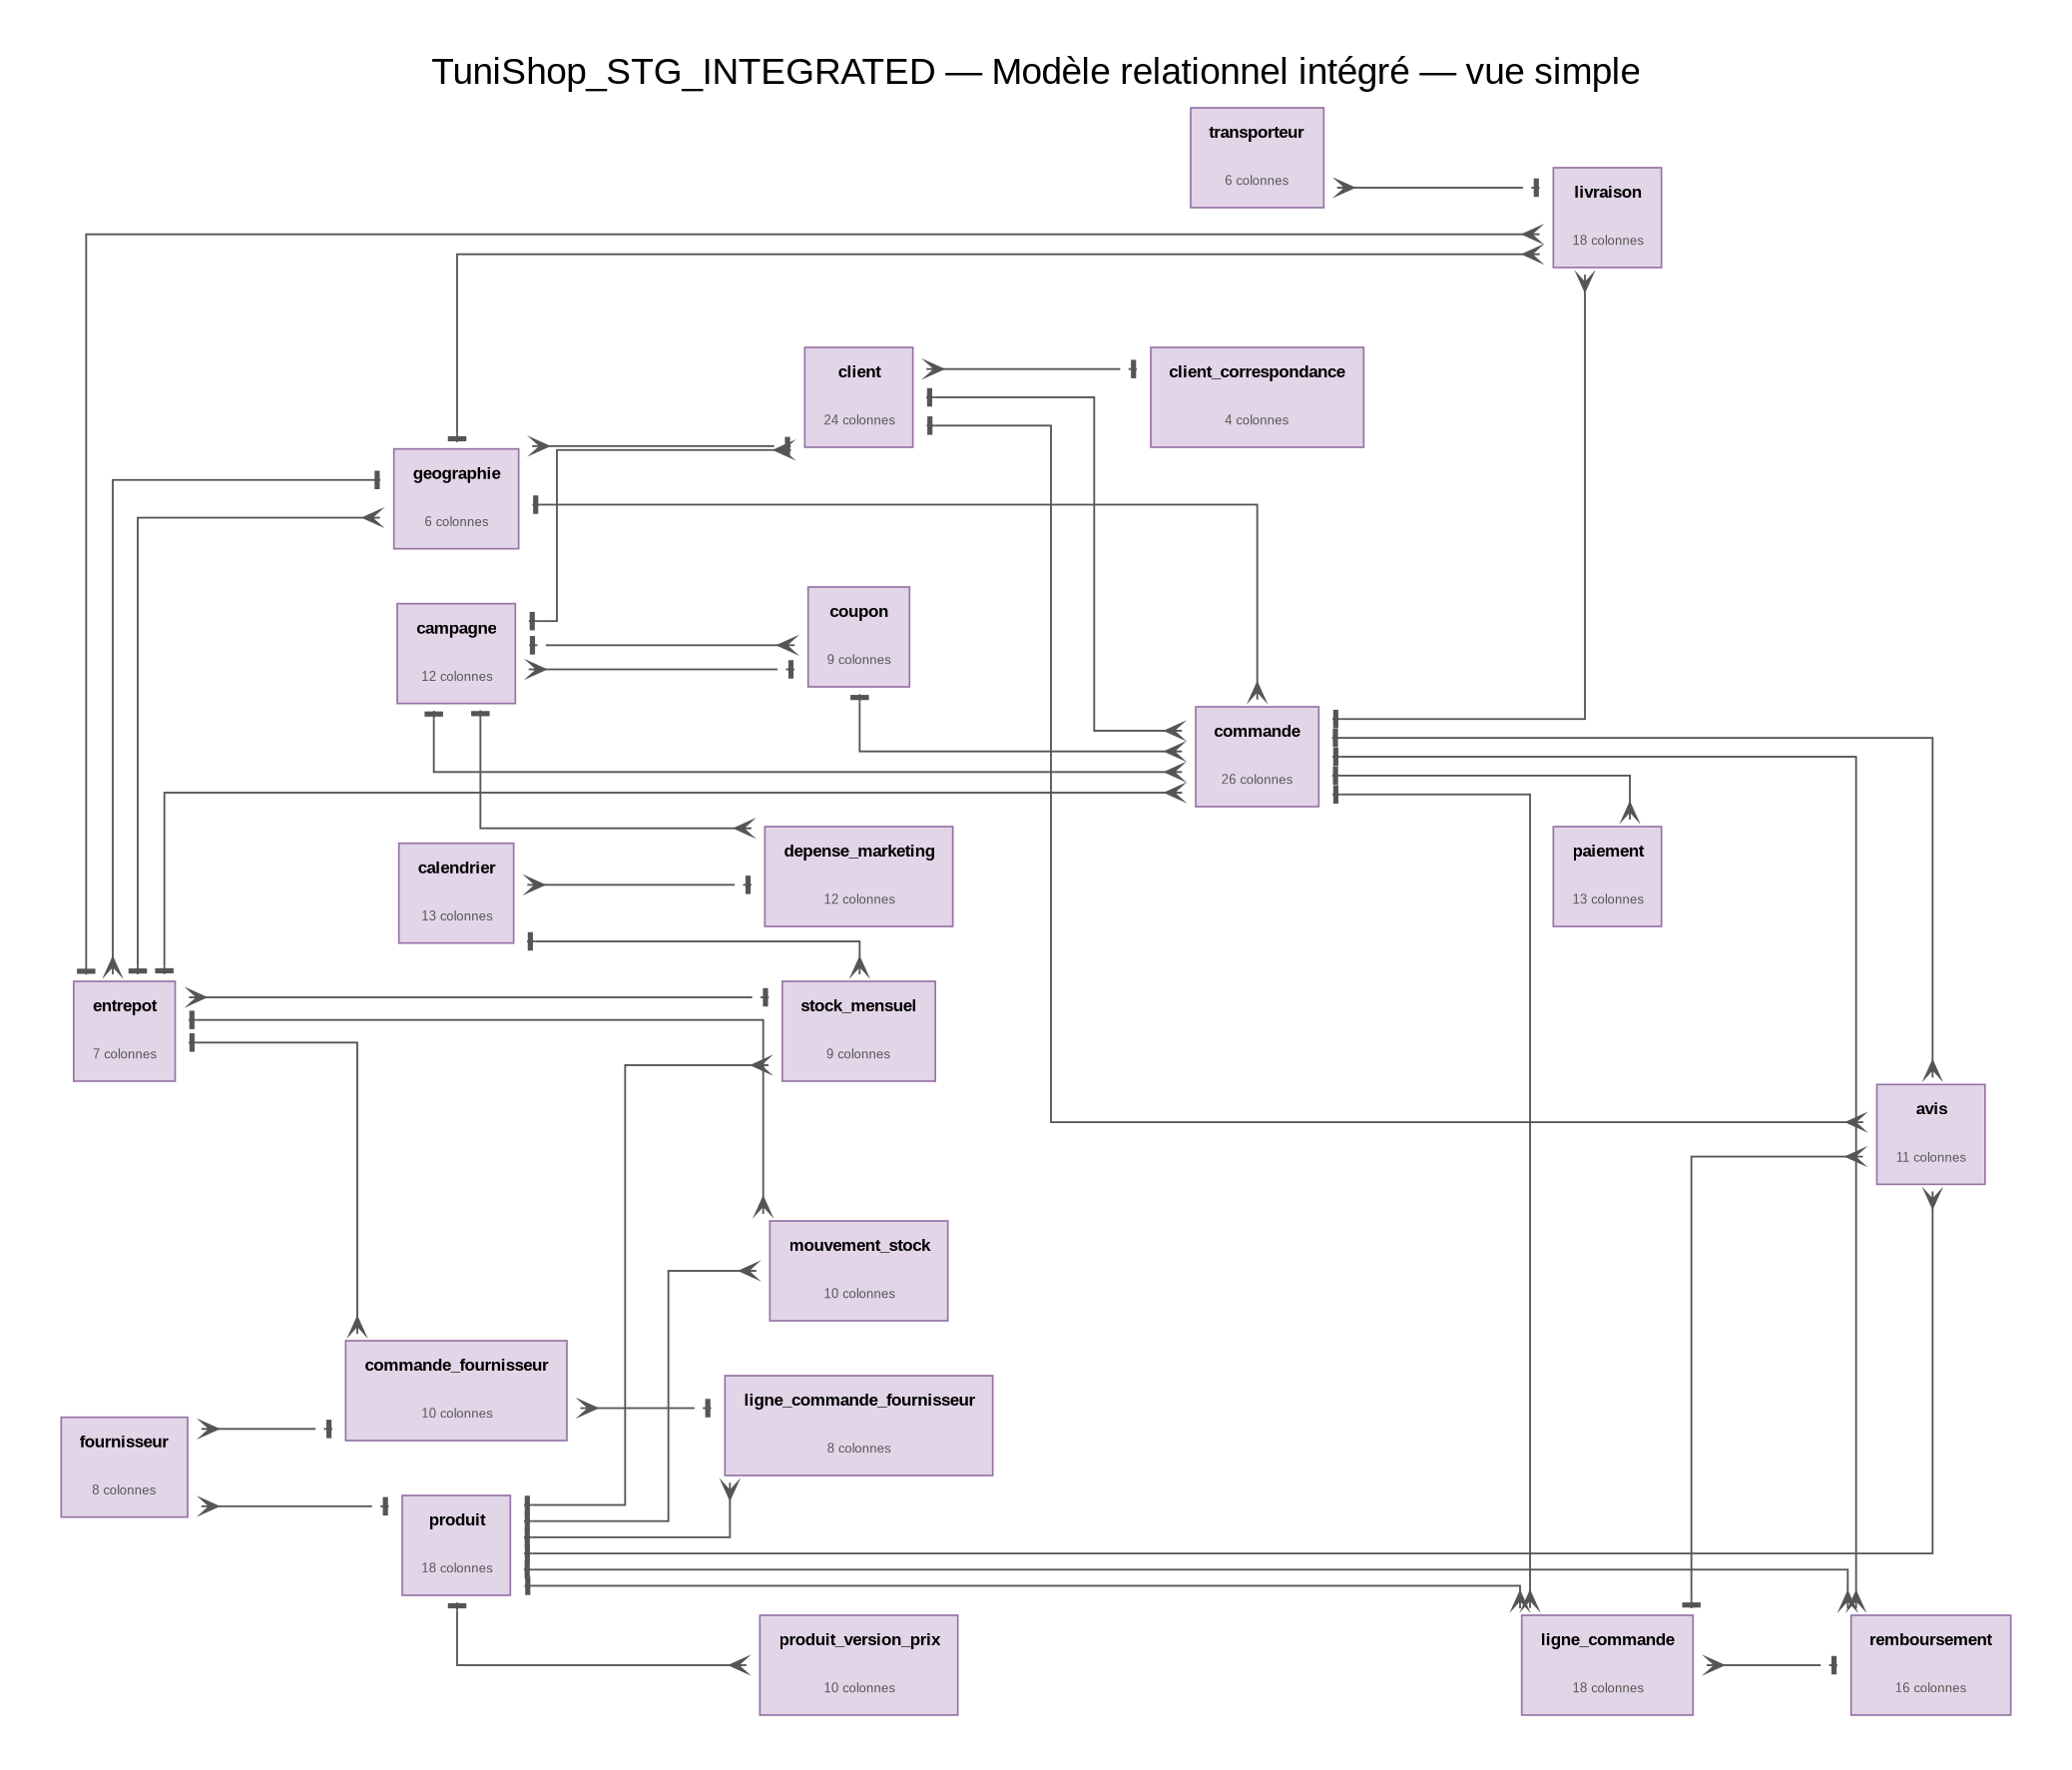 TuniShop_STG_INTEGRATED — Modèle relationnel intégré — vue simple
transporteur
6 colonnes
livraison
18 colonnes
client
24 colonnes
client_correspondance
4 colonnes
geographie
6 colonnes
campagne
12 colonnes
coupon
9 colonnes
commande
26 colonnes
calendrier
13 colonnes
depense_marketing
12 colonnes
paiement
13 colonnes
entrepot
7 colonnes
stock_mensuel
9 colonnes
avis
11 colonnes
mouvement_stock
10 colonnes
commande_fournisseur
10 colonnes
ligne_commande_fournisseur
8 colonnes
fournisseur
8 colonnes
produit
18 colonnes
produit_version_prix
10 colonnes
ligne_commande
18 colonnes
remboursement
16 colonnes